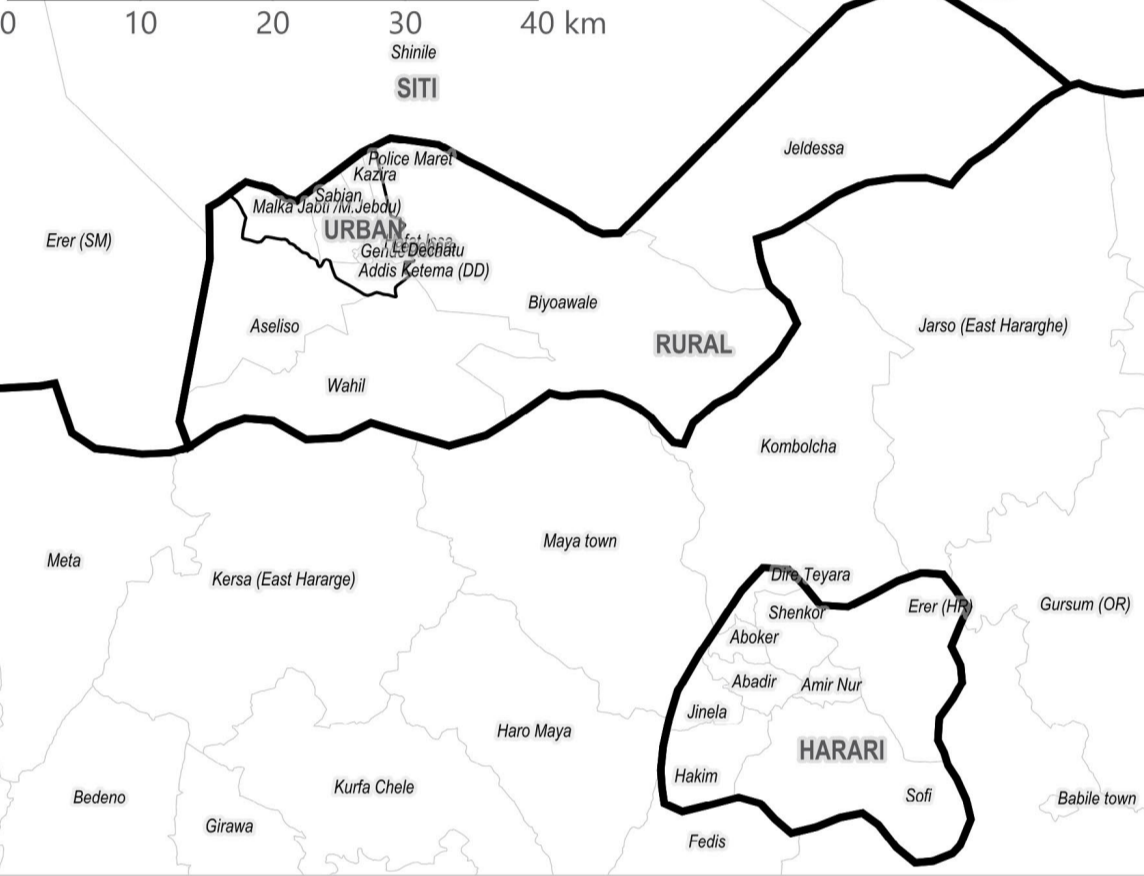 0 10 20 30 40 km
Shinile
SITI
Jeldessa
Police Maret
Kazira
Sabian
Malka Jabti /M.Jebdu)
URBAN
Erer (SM)
Dechatu
Addis Ketema (DD)
Biyoawale
Aseliso
Jarso (East Hararghe)
RURAL
Wahil
Kombolcha
Maya town
Meta
Kersa (East Hararge)
Dire Teyara
Erer (HR)
Gursum (OR)
Shenkor
Aboker
Abadir
Amir Nur
Jinela
Haro Maya
HARARI
Hakim
Kurfa Chele
Sofi
Bedeno
Babile town
Girawa
Fedis